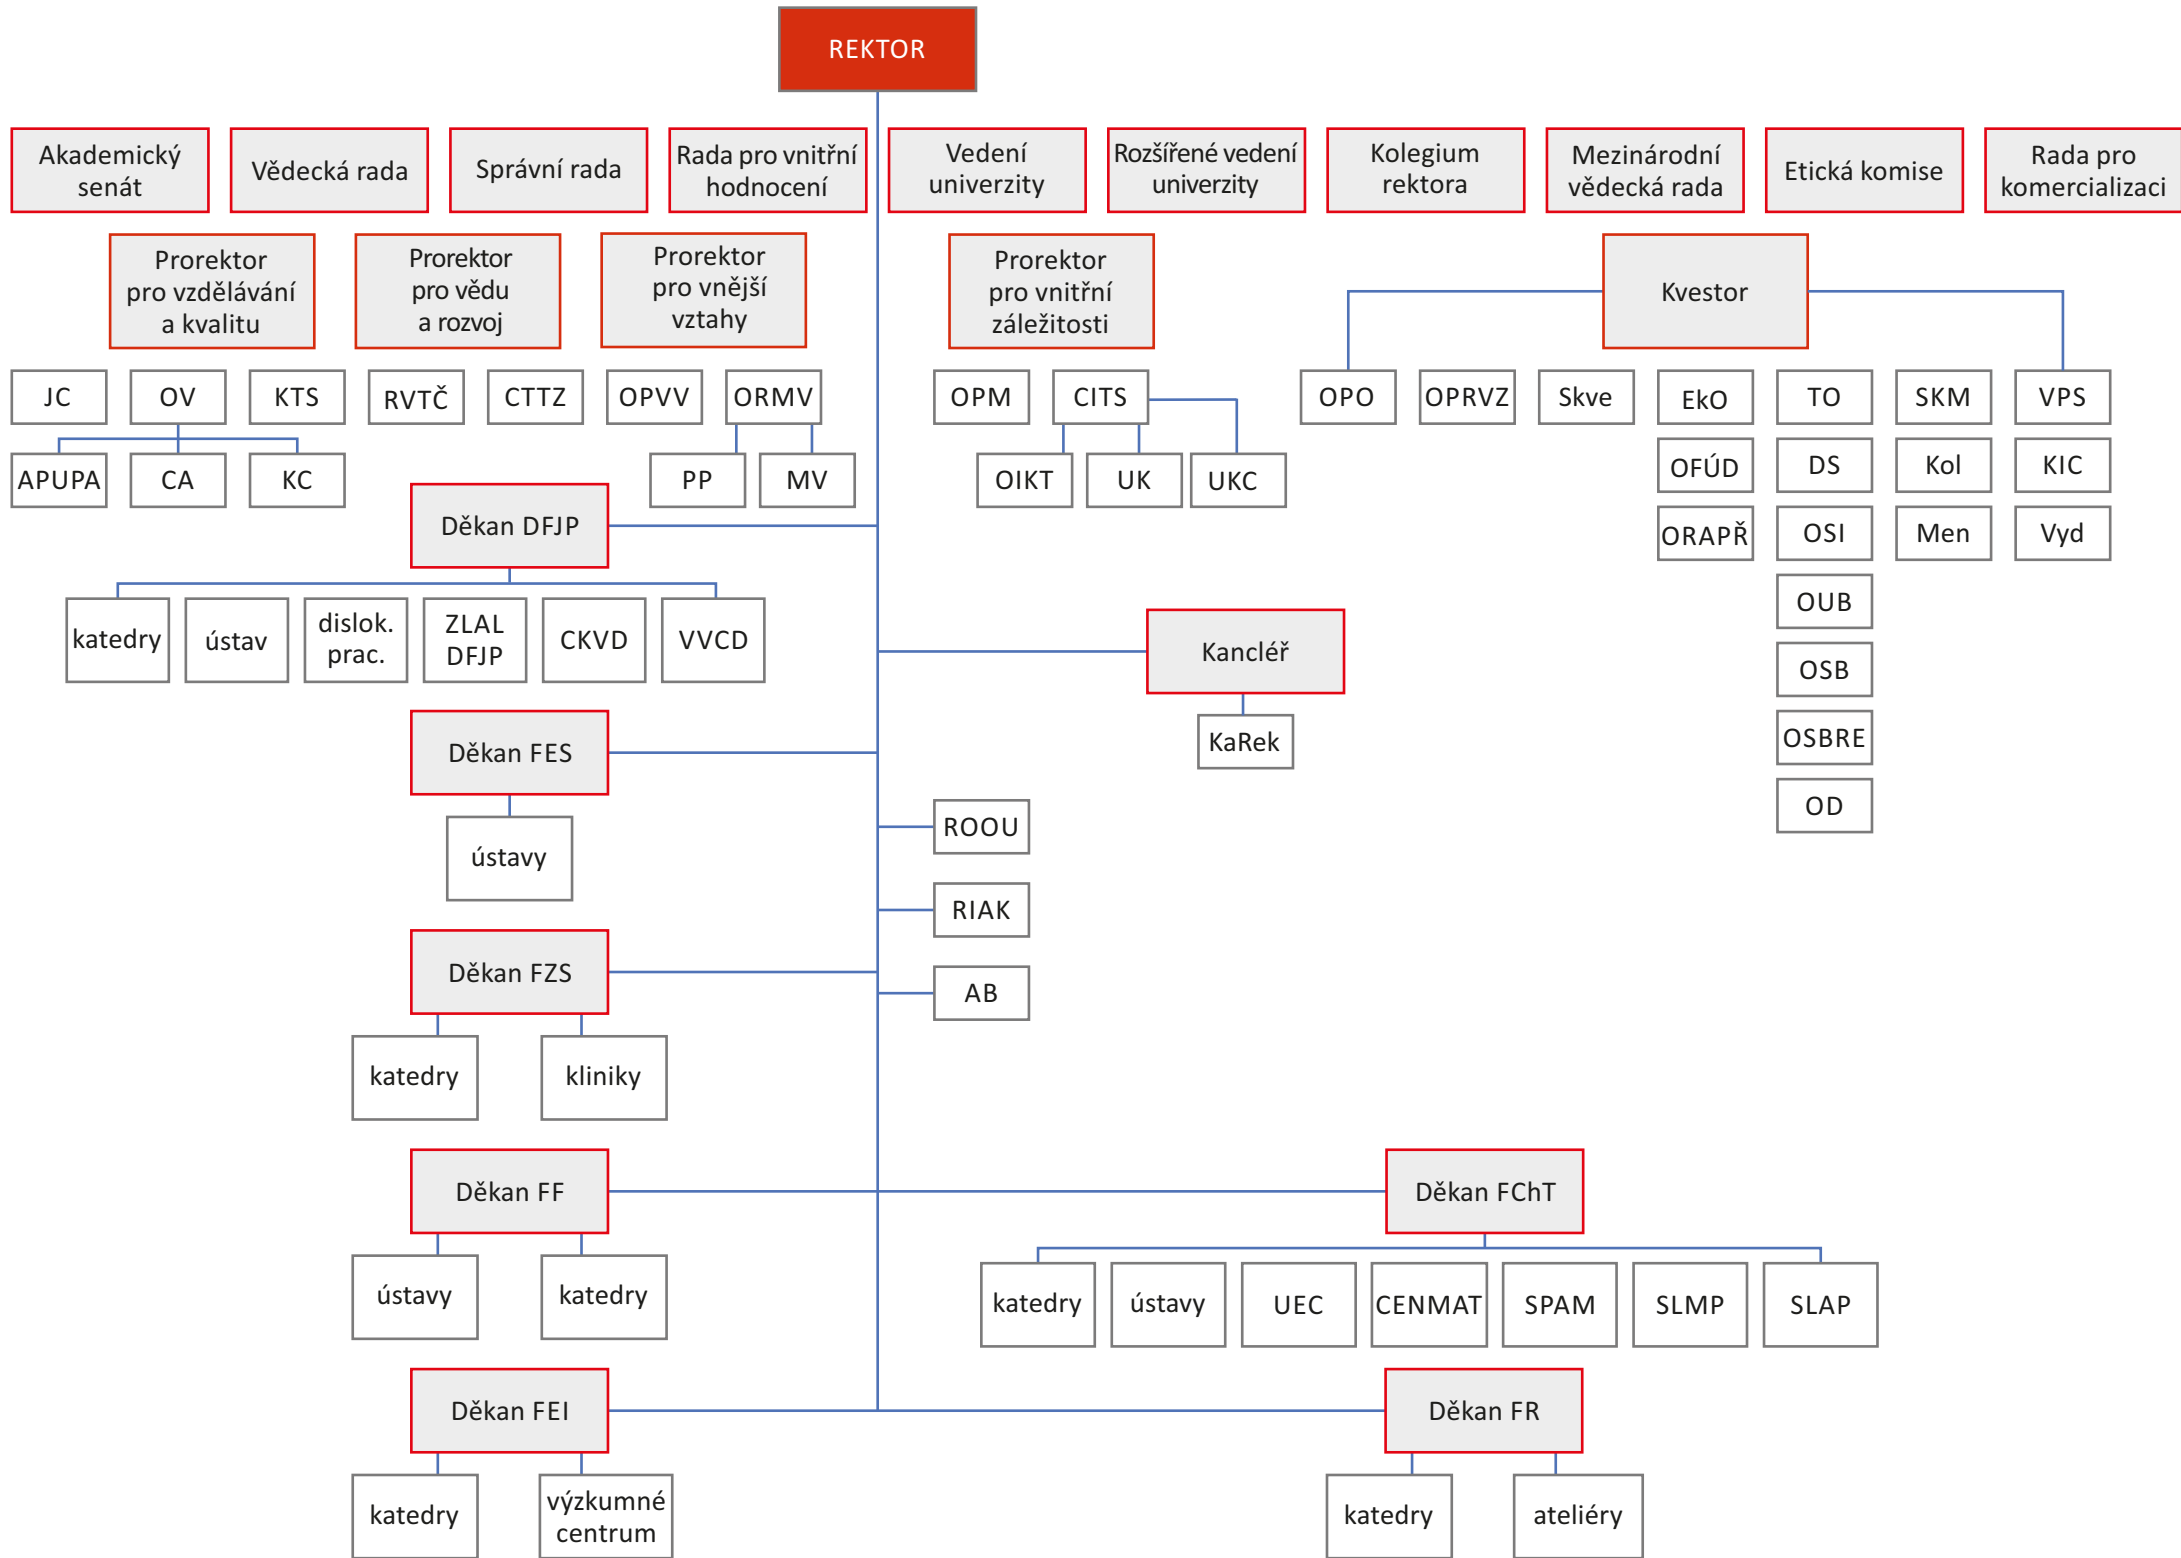 REKTOR
Akademický
senát
Vědecká rada
Správní rada
Rada pro vnitřní
hodnocení
Vedení
univerzity
Rozšířené vedení
univerzity
Kolegium
rektora
Mezinárodní
vědecká rada
Etická komise
Rada pro
komercializaci
Prorektor
pro vzdělávání
a kvalitu
Prorektor
pro vědu
a rozvoj
Prorektor
pro vnější
vztahy
Prorektor
pro vnitřní
záležitosti
Kvestor
JC
OV
KTS
RVTČ
CTTZ
OPVV
ORMV
OPM
CITS
OPO
OPRVZ
Skve
EkO
TO
SKM
VPS
APUPA
CA
KC
PP
MV
OIKT
UK
UKC
OFÚD
DS
Kol
KIC
ORAPŘ
OSI
Men
Vyd
OUB
OSB
OSBRE
OD
Děkan DFJP
katedry
ústav
dislok.
prac.
ZLAL
DFJP
CKVD
VVCD
Kancléř
KaRek
Děkan FES
ústavy
ROOU
RIAK
AB
Děkan FZS
katedry
kliniky
Děkan FF
ústavy
katedry
Děkan FChT
katedry
ústavy
UEC
CENMAT
SPAM
SLMP
SLAP
Děkan FEI
katedry
výzkumné
centrum
Děkan FR
katedry
ateliéry